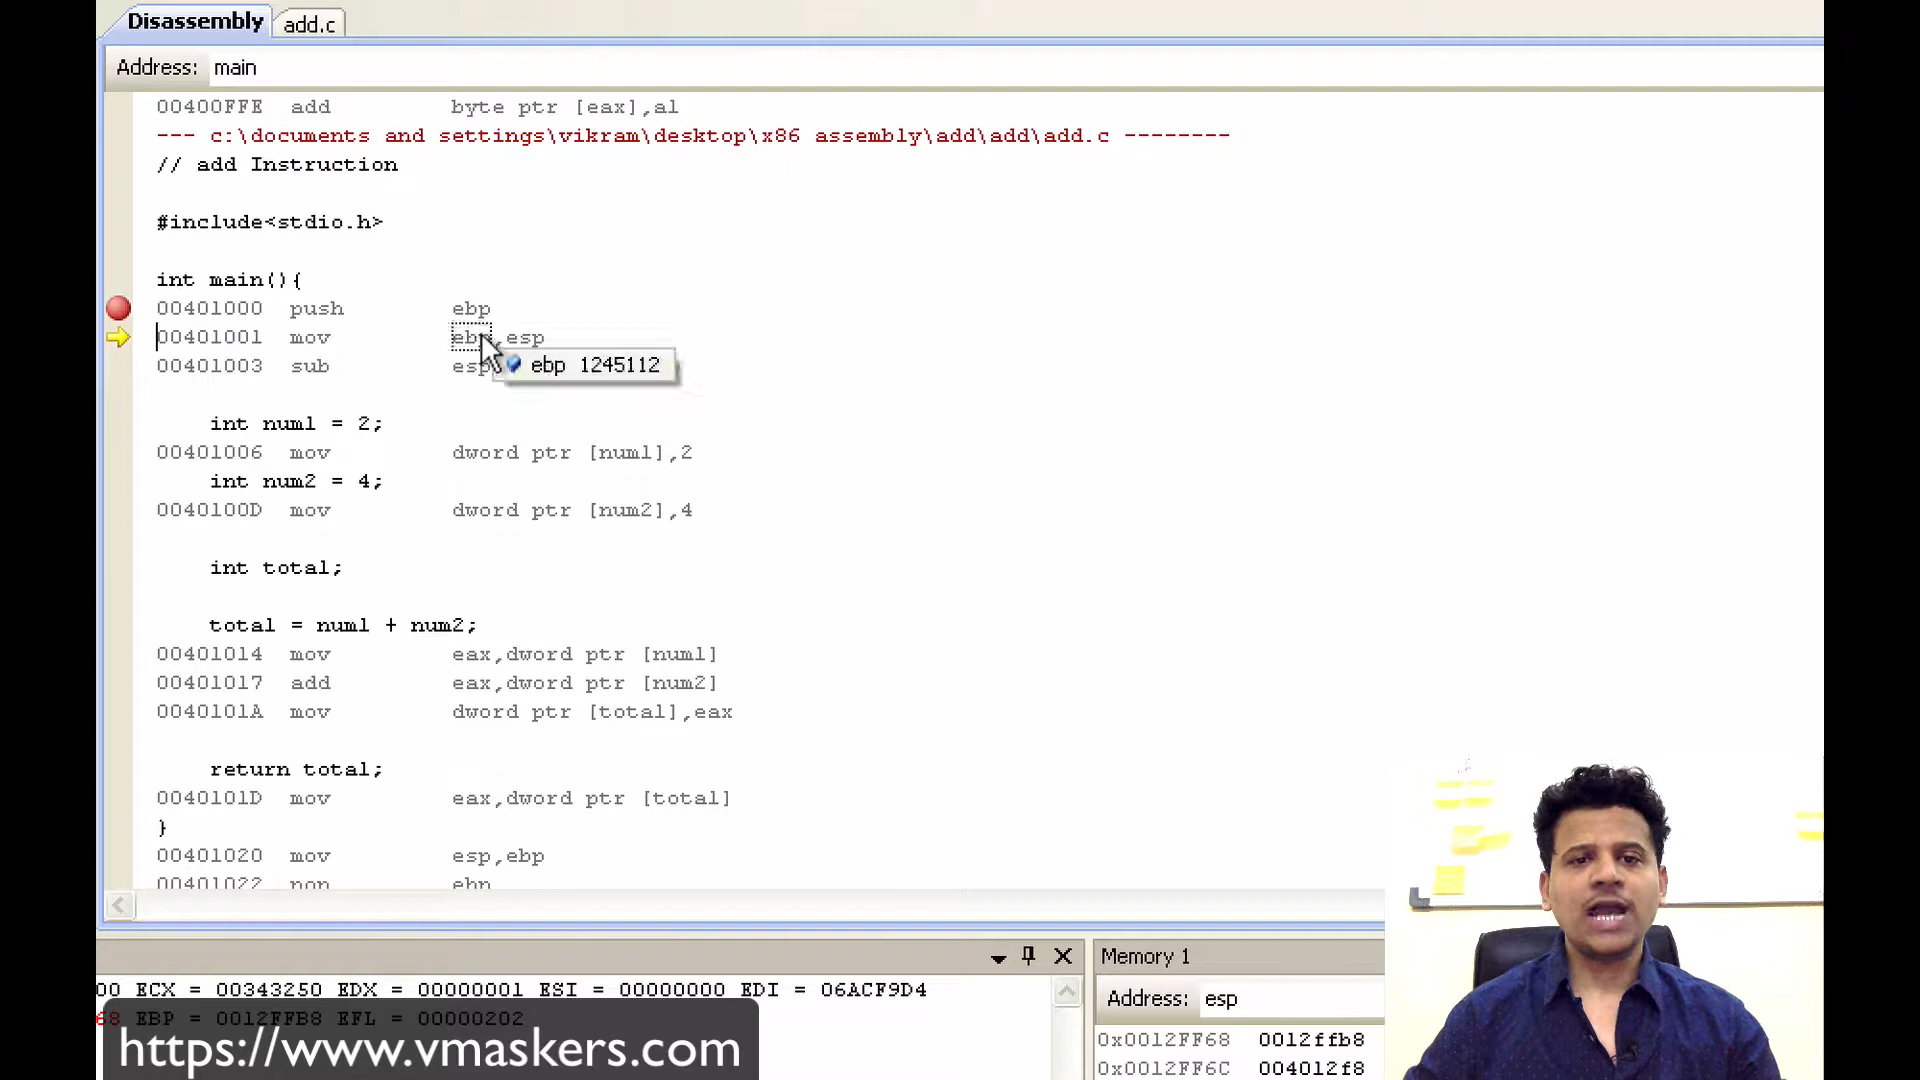 Disassembly add.c
Address: main
00400FFE add byte ptr [eax],al
--- c:\documents and settings\vikram\desktop\x86 assembly\add\add\add.c --------
// add Instruction
#include<stdio.h>
int main(){
00401000 push ebp
00401001 mov ebp,esp
00401003 sub esp
ebp 1245112
int num1 = 2;
00401006 mov dword ptr [num1],2
int num2 = 4;
0040100D mov dword ptr [num2],4
int total;
total = num1 + num2;
00401014 mov eax,dword ptr [num1]
00401017 add eax,dword ptr [num2]
0040101A mov dword ptr [total],eax
return total;
0040101D mov eax,dword ptr [total]
}
00401020 mov esp,ebp
00401022 pop ebp
00 ECX = 00343250 EDX = 00000001 ESI = 00000000 EDI = 06ACF9D4
68 EBP = 0012FFB8 EFL = 00000202
https://www.vmaskers.com
Memory 1
Address: esp
0x0012FF68 0012ffb8
0x0012FF6C 004012f8